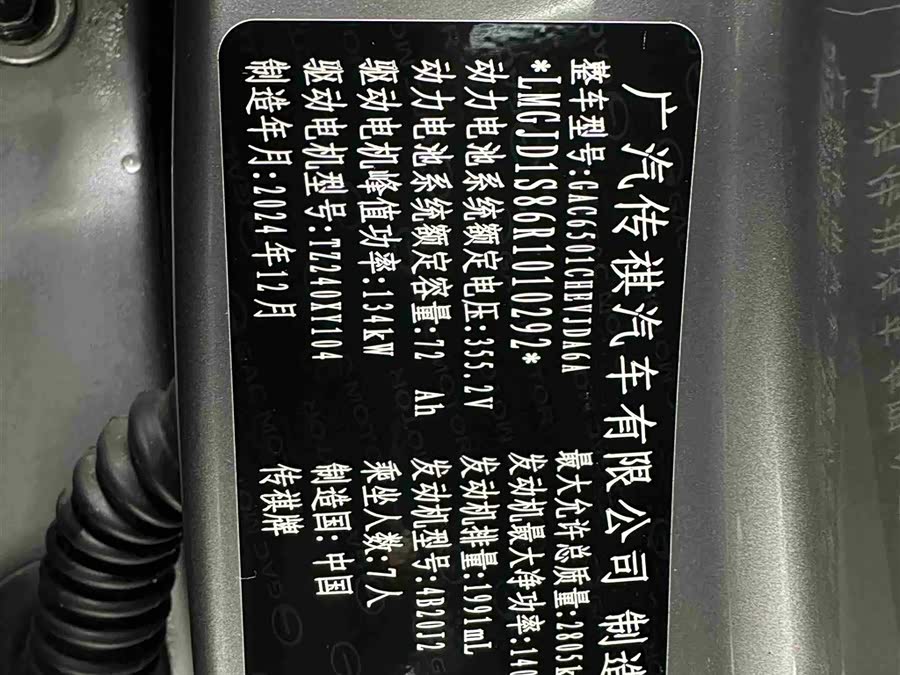 广汽传祺汽车有限公司 制造
整车型号:GAC6501CHEVJDA6A 最大允许总质量:2805k
*LMGJD1S86R1010292* 发动机最大净功率:140
动力电池系统额定电压:355.2V 发动机排量:1991mL
动力电池系统额定容量:72 Ah 发动机型号:4B20J2
驱动电机峰值功率:134kW 乘坐人数:7人
驱动电机型号:TZ240XY104 制造国:中国
制造年月:2024年12月 传祺牌